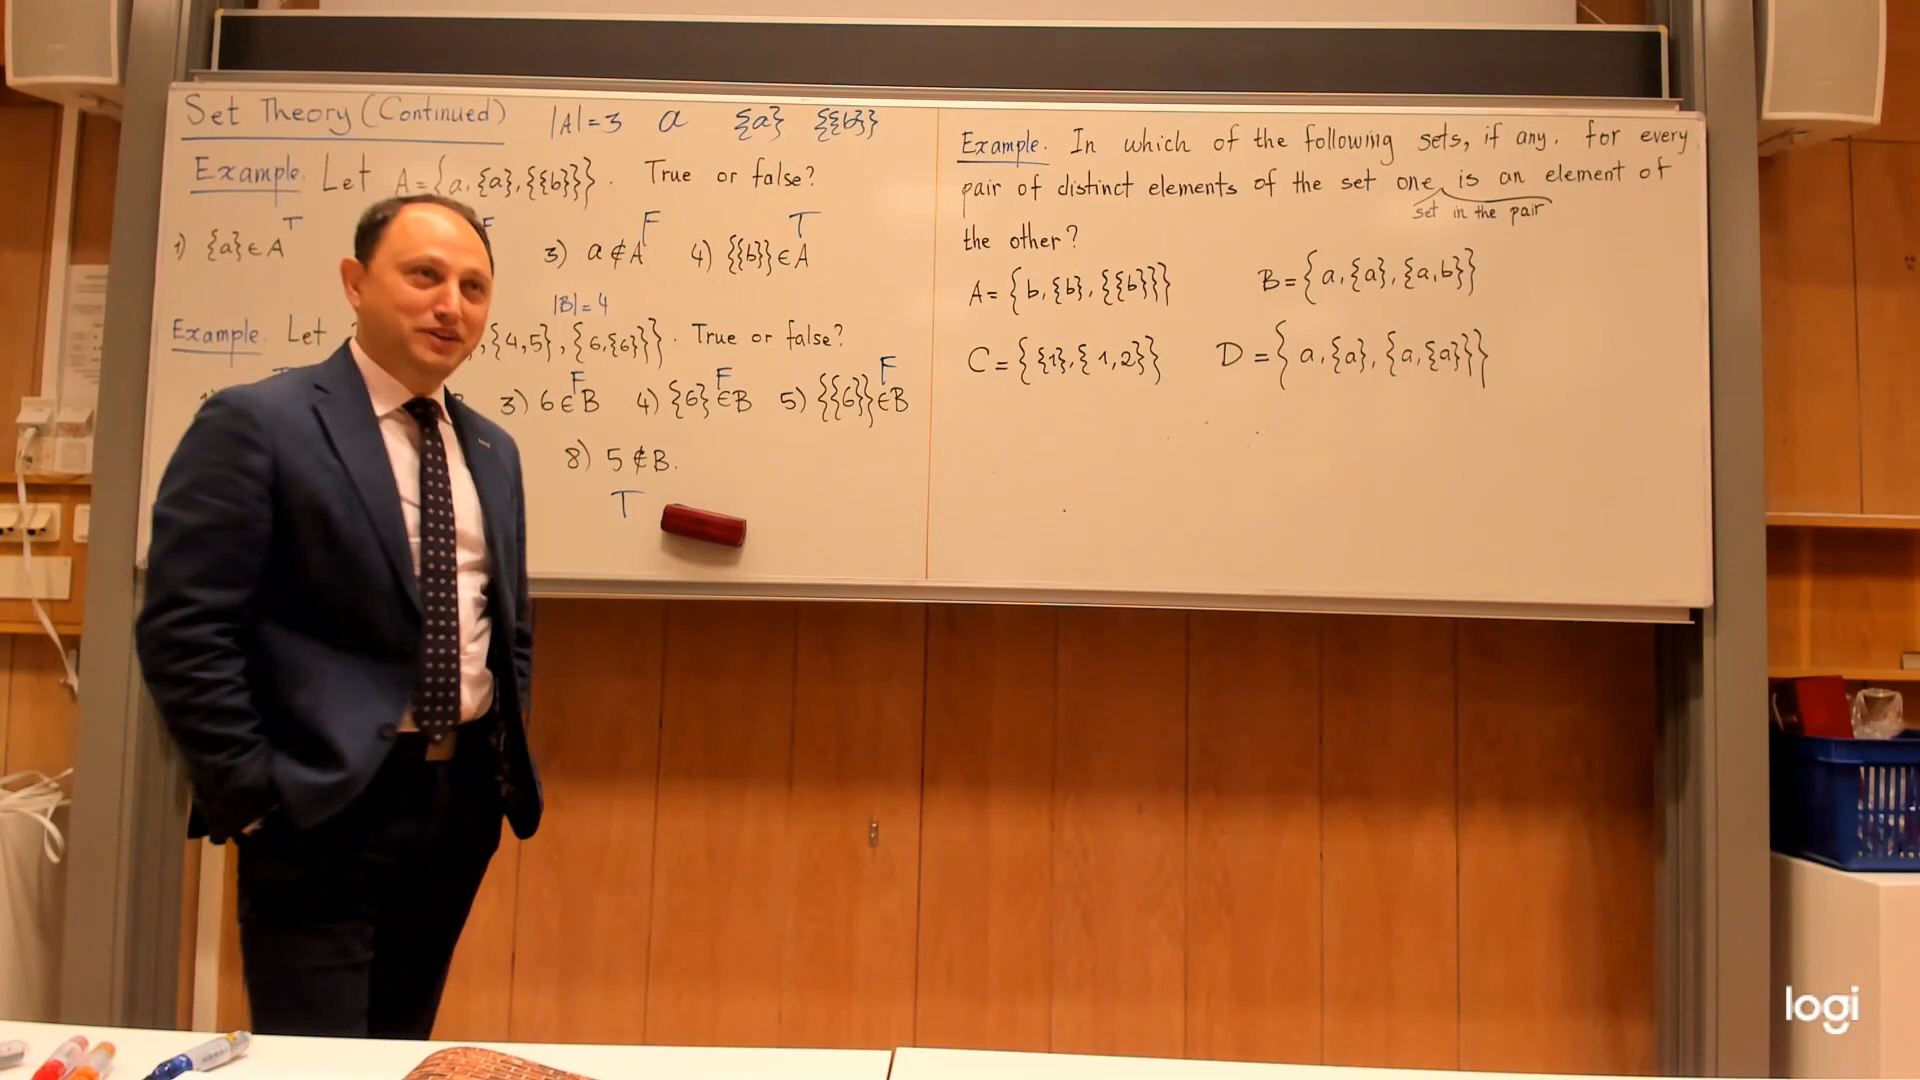 Set Theory (Continued) |A|=3 a {a} {{b}}
Example. Let A={a,{a},{{b}}}. True or false?
1) {a}∈A T F 3) a∉A F 4) {{b}}∈A T
|B|=4
Example. Let ,{4,5},{6,{6}}}. True or false?
3) 6∈B F 4) {6}∈B F 5) {{6}}∈B F
8) 5∉B.
T
Example. In which of the following sets, if any, for every
pair of distinct elements of the set one is an element of
set in the pair
the other?
A={b,{b},{{b}}} B={a,{a},{a,b}}
C={{1},{1,2}} D={a,{a},{a,{a}}}
logi